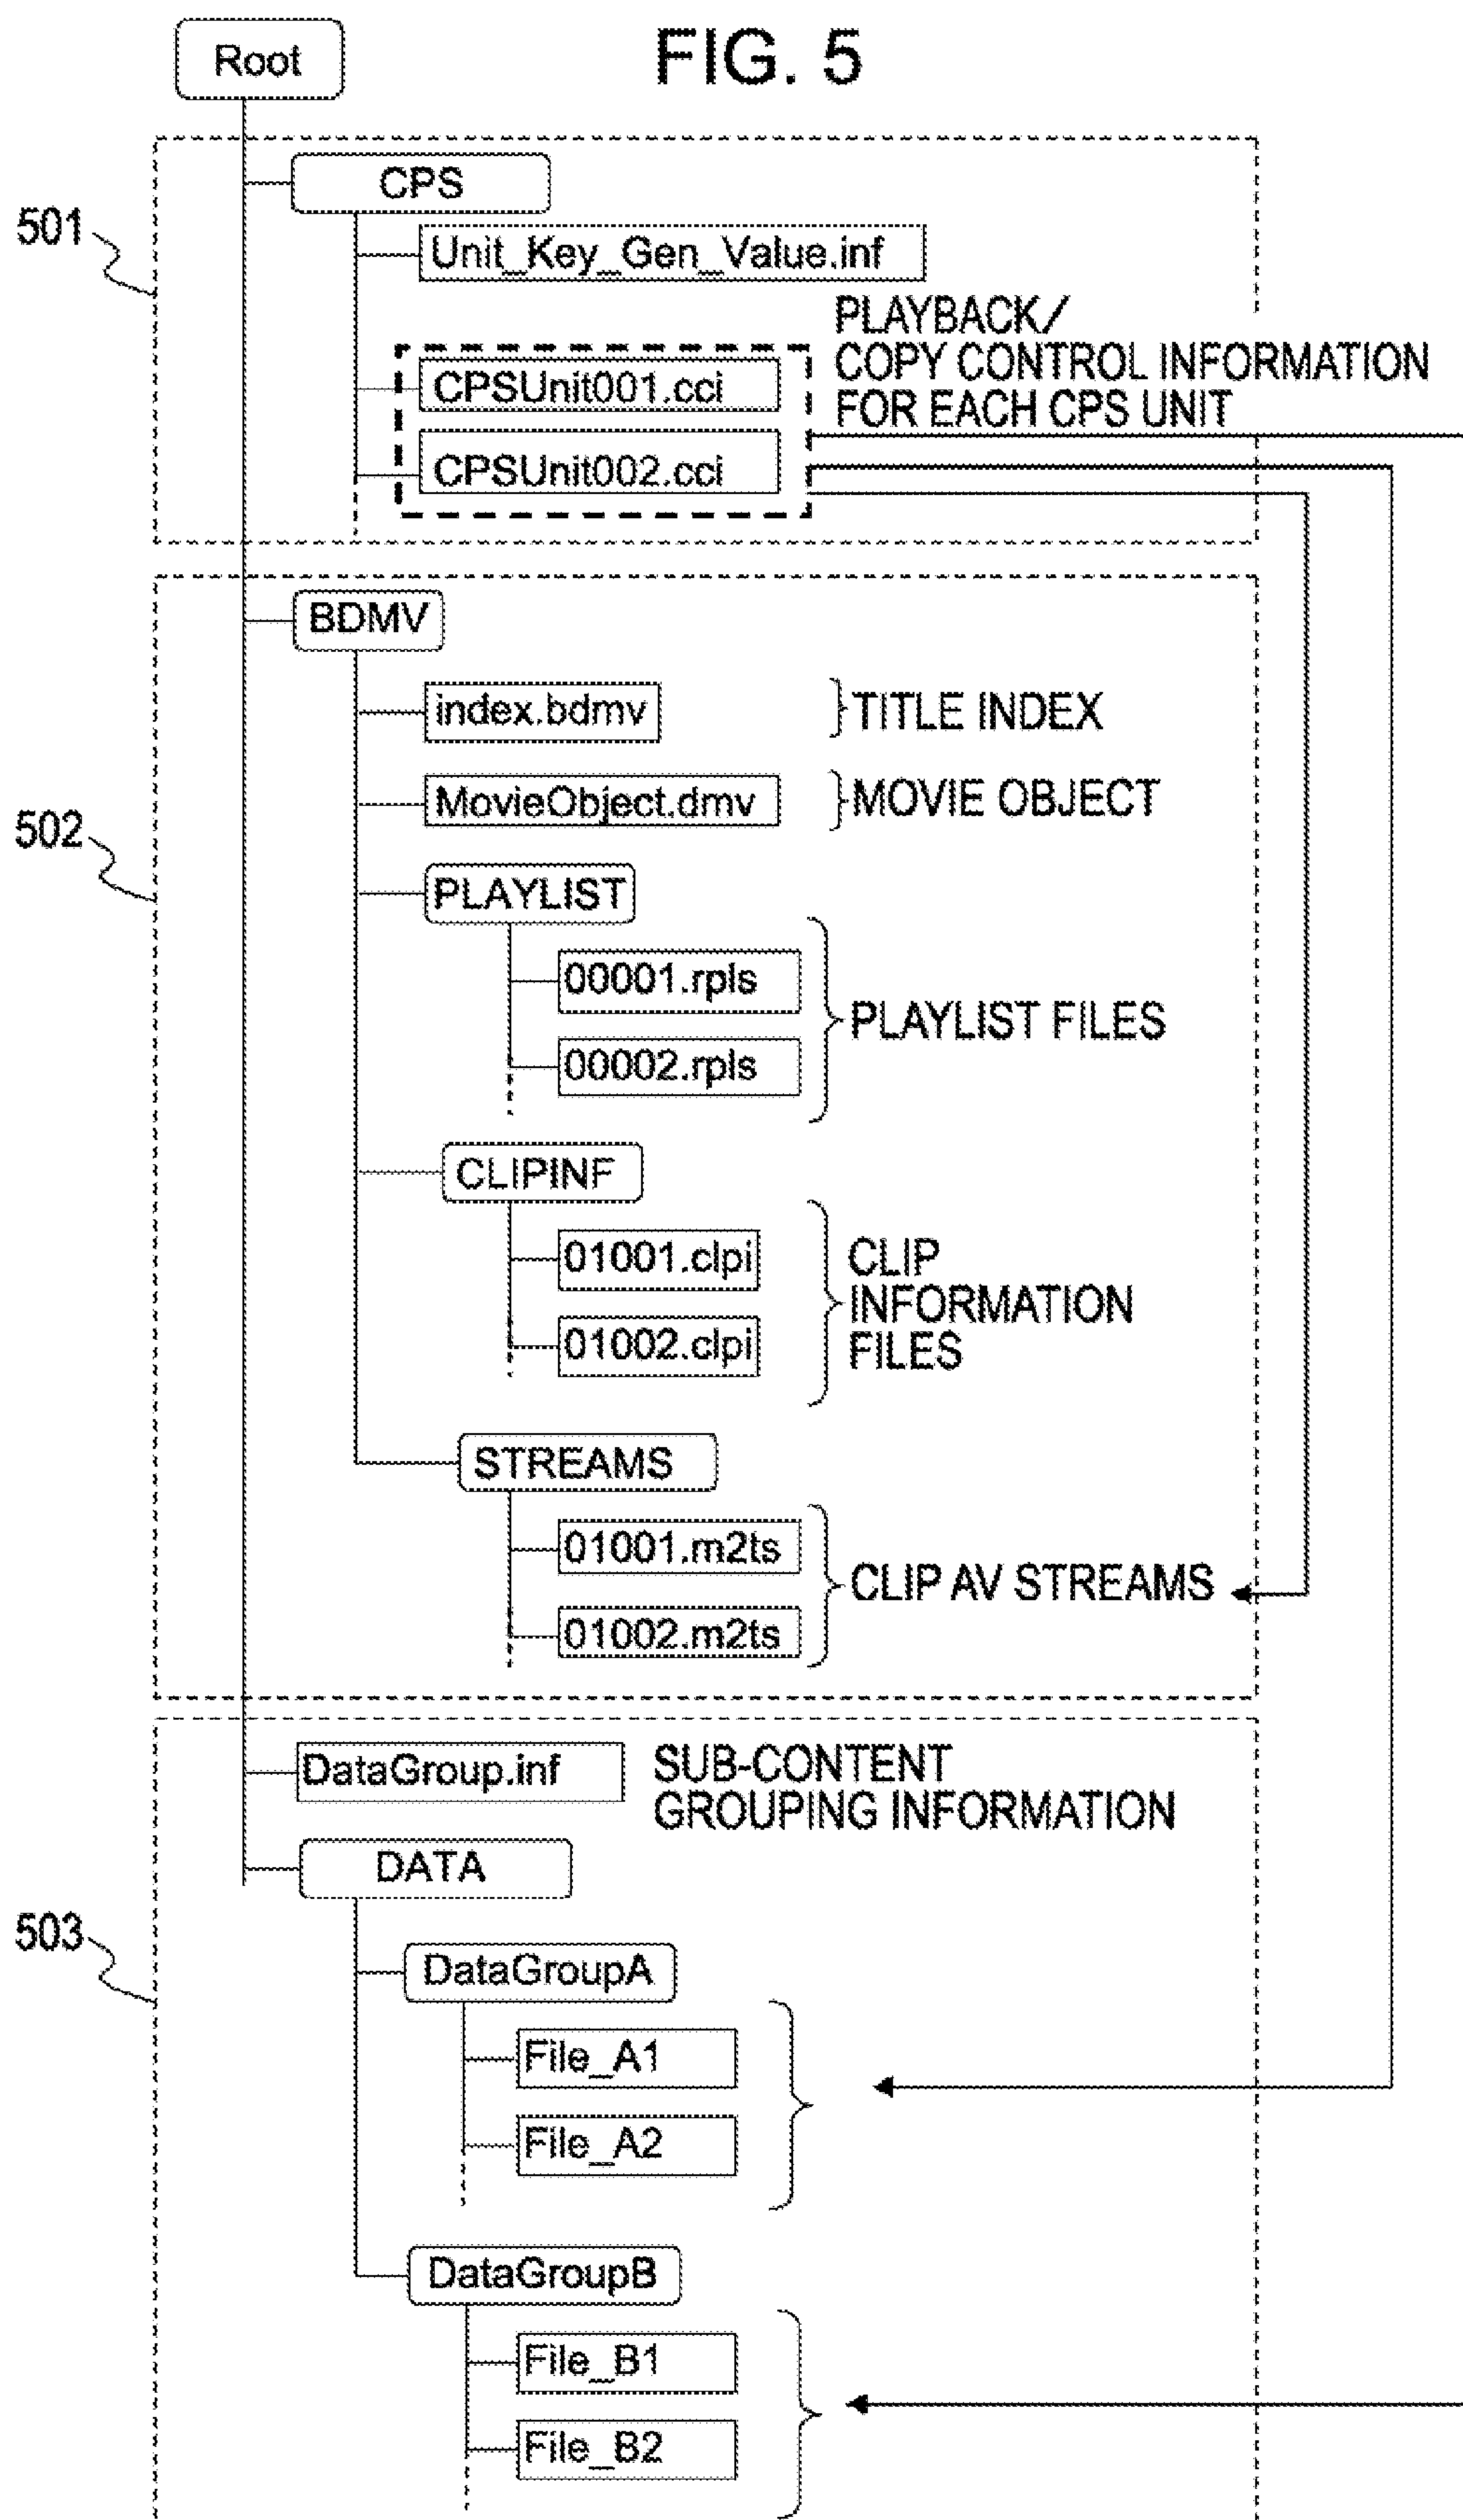 FIG. 5
Root
501
CPS
Unit_Key_Gen_Value.inf
PLAYBACK/
COPY CONTROL INFORMATION
FOR EACH CPS UNIT
CPSUnit001.cci
CPSUnit002.cci
502
BDMV
index.bdmv
TITLE INDEX
MovieObject.dmv
MOVIE OBJECT
PLAYLIST
00001.rpls
00002.rpls
PLAYLIST FILES
CLIPINF
01001.clpi
01002.clpi
CLIP
INFORMATION
FILES
STREAMS
01001.m2ts
01002.m2ts
CLIP AV STREAMS
503
DataGroup.inf
SUB-CONTENT
GROUPING INFORMATION
DATA
DataGroupA
File_A1
File_A2
DataGroupB
File_B1
File_B2